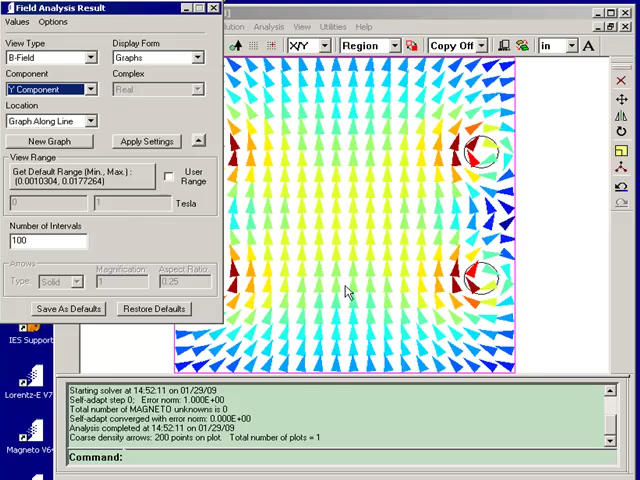 Field Analysis Result
Values Options
View Type
Display Form
B-Field
Graphs
Component
Complex
Y Component
Real
Location
Graph Along Line
New Graph
Apply Settings
View Range
Get Default Range (Min., Max.) :
(0.0010304, 0.0177264)
User
Range
0
1
Tesla
Number of Intervals
100
Arrows
Type:
Solid
Magnification:
1
Aspect Ratio:
0.25
Save As Defaults
Restore Defaults
Analysis View Utilities Help
X/Y
Region
Copy Off
in
A
IES Support
Lorentz-E V7
Magneto V6
Starting solver at 14:52:11 on 01/29/09
Self-adapt step 0; Error norm: 1.000E+00
Total number of MAGNETO unknowns is 0
Self-adapt converged with error norm: 0.000E+00
Analysis completed at 14:52:11 on 01/29/09
Coarse density arrows: 200 points on plot. Total number of plots = 1
Command: